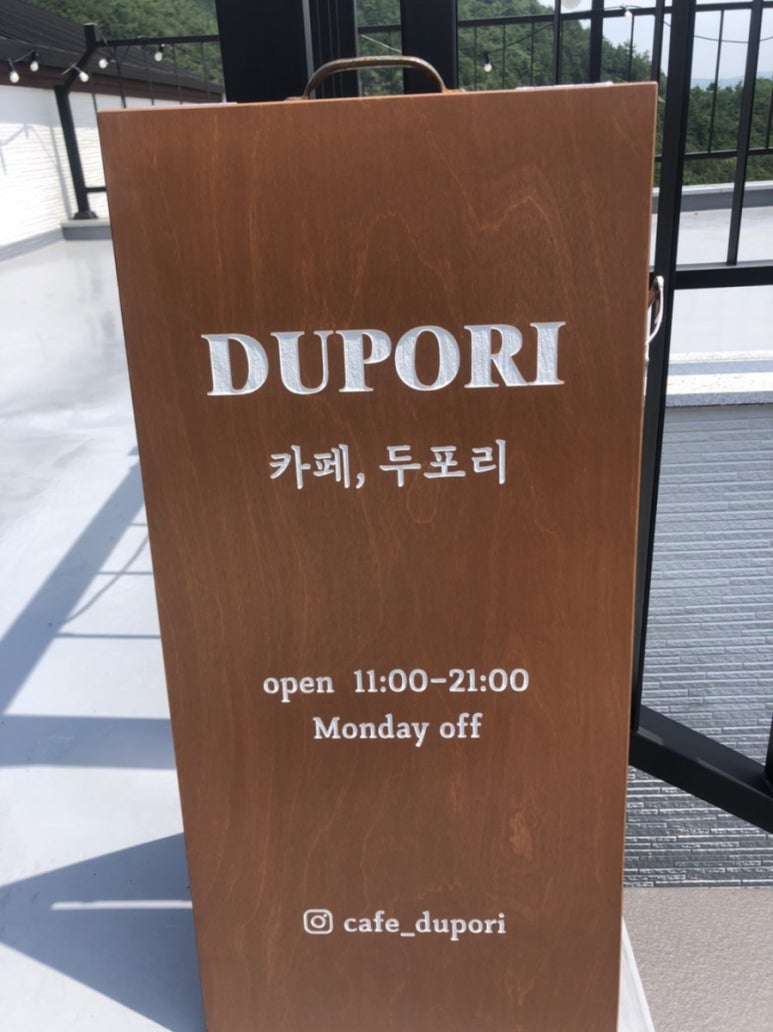 DUPORI
카페, 두포리
open 11:00-21:00
Monday off
cafe_dupori